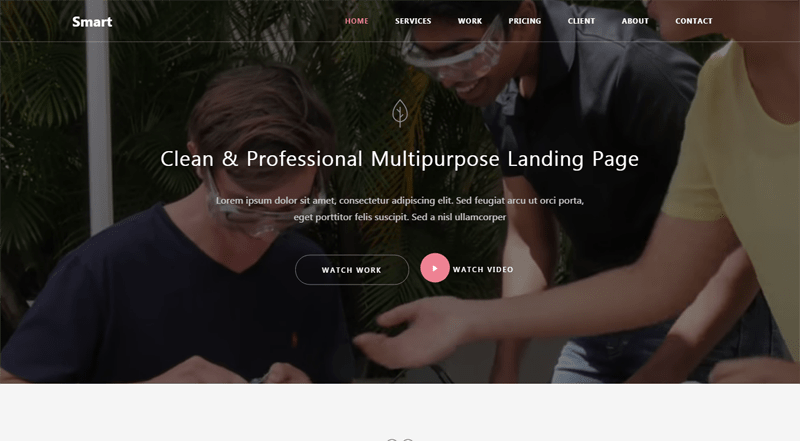 Smart
HOME SERVICES WORK PRICING CLIENT ABOUT CONTACT
Clean & Professional Multipurpose Landing Page
Lorem ipsum dolor sit amet, consectetur adipiscing elit. Sed feugiat arcu ut orci porta,
eget porttitor felis suscipit. Sed a nisl ullamcorper
WATCH WORK
WATCH VIDEO